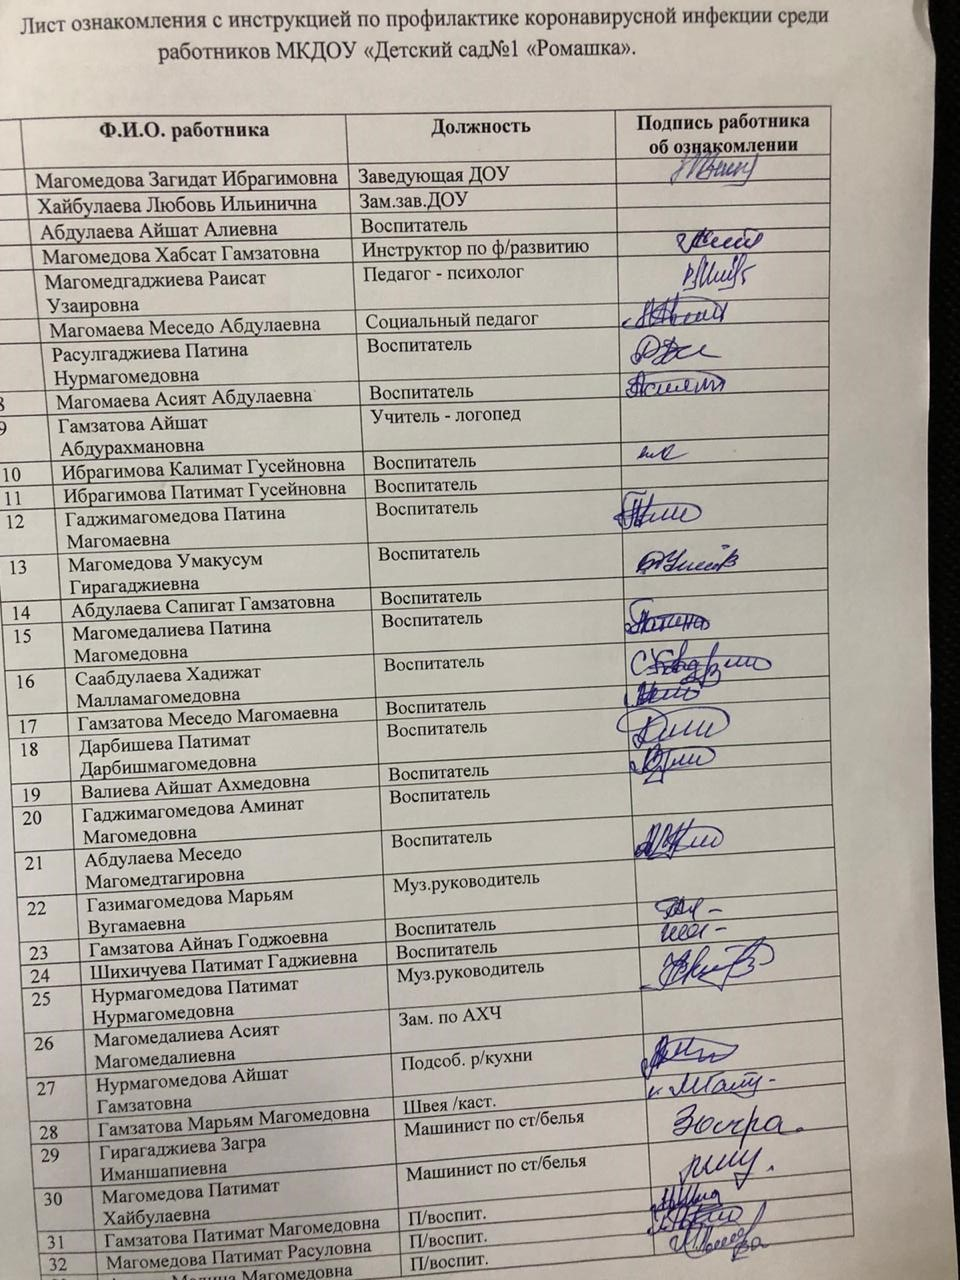 Лист ознакомления с инструкцией по профилактике коронавирусной инфекции среди
работников МКДОУ «Детский сад№1 «Ромашка».
Ф.И.О. работника Должность Подпись работника
об ознакомлении
Магомедова Загидат Ибрагимовна Заведующая ДОУ
Хайбулаева Любовь Ильинична Зам.зав.ДОУ
Абдулаева Айшат Алиевна Воспитатель
Магомедова Хабсат Гамзатовна Инструктор по ф/развитию
Магомедгаджиева Раисат Педагог - психолог
Узаировна
Магомаева Меседо Абдулаевна Социальный педагог
Расулгаджиева Патина Воспитатель
Нурмагомедовна
8 Магомаева Асият Абдулаевна Воспитатель
9 Гамзатова Айшат Учитель - логопед
Абдурахмановна
10 Ибрагимова Калимат Гусейновна Воспитатель
11 Ибрагимова Патимат Гусейновна Воспитатель
12 Гаджимагомедова Патина Воспитатель
Магомаевна
13 Магомедова Умакусум Воспитатель
Гирагаджиевна
14 Абдулаева Сапигат Гамзатовна Воспитатель
15 Магомедалиева Патина Воспитатель
Магомедовна
16 Саабдулаева Хадижат Воспитатель
Малламагомедовна
17 Гамзатова Меседо Магомаевна Воспитатель
18 Дарбишева Патимат Воспитатель
Дарбишмагомедовна
19 Валиева Айшат Ахмедовна Воспитатель
20 Гаджимагомедова Аминат Воспитатель
Магомедовна
21 Абдулаева Меседо Воспитатель
Магомедтагировна
22 Газимагомедова Марьям Муз.руководитель
Вугамаевна
23 Гамзатова Айнаъ Годжоевна Воспитатель
24 Шихичуева Патимат Гаджиевна Воспитатель
25 Нурмагомедова Патимат Муз.руководитель
Нурмагомедовна
26 Магомедалиева Асият Зам. по АХЧ
Магомедалиевна
27 Нурмагомедова Айшат Подсоб. р/кухни
Гамзатовна
28 Гамзатова Марьям Магомедовна Швея /каст.
29 Гирагаджиева Загра Машинист по ст/белья
Иманшапиевна
30 Магомедова Патимат Машинист по ст/белья
Хайбулаевна
31 Гамзатова Патимат Магомедовна П/воспит.
32 Магомедова Патимат Расуловна П/воспит.
Медина Магомедовна П/воспит.